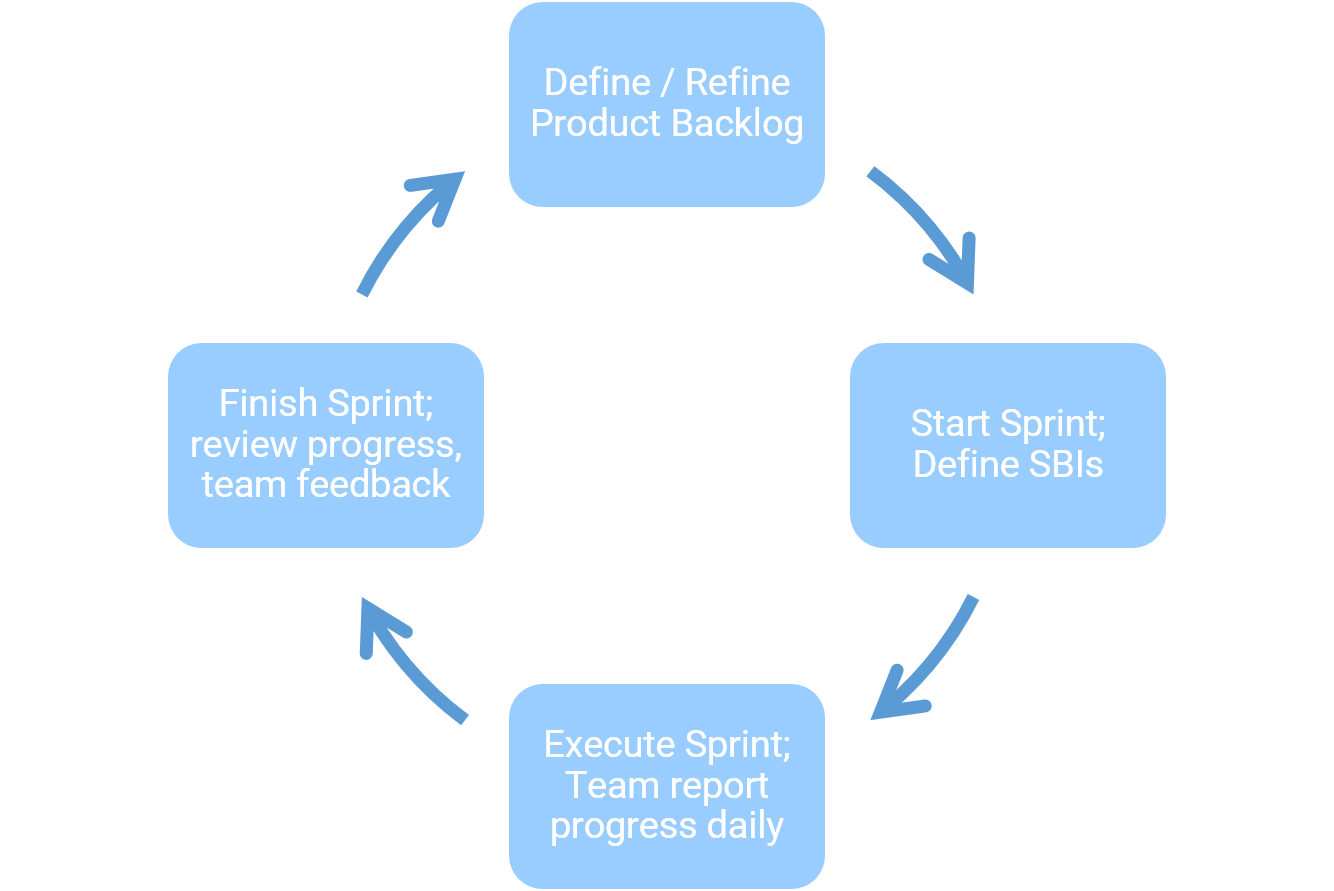 Define / Refine
Product Backlog
Start Sprint;
Define SBIs
Execute Sprint;
Team report
progress daily
Finish Sprint;
review progress,
team feedback